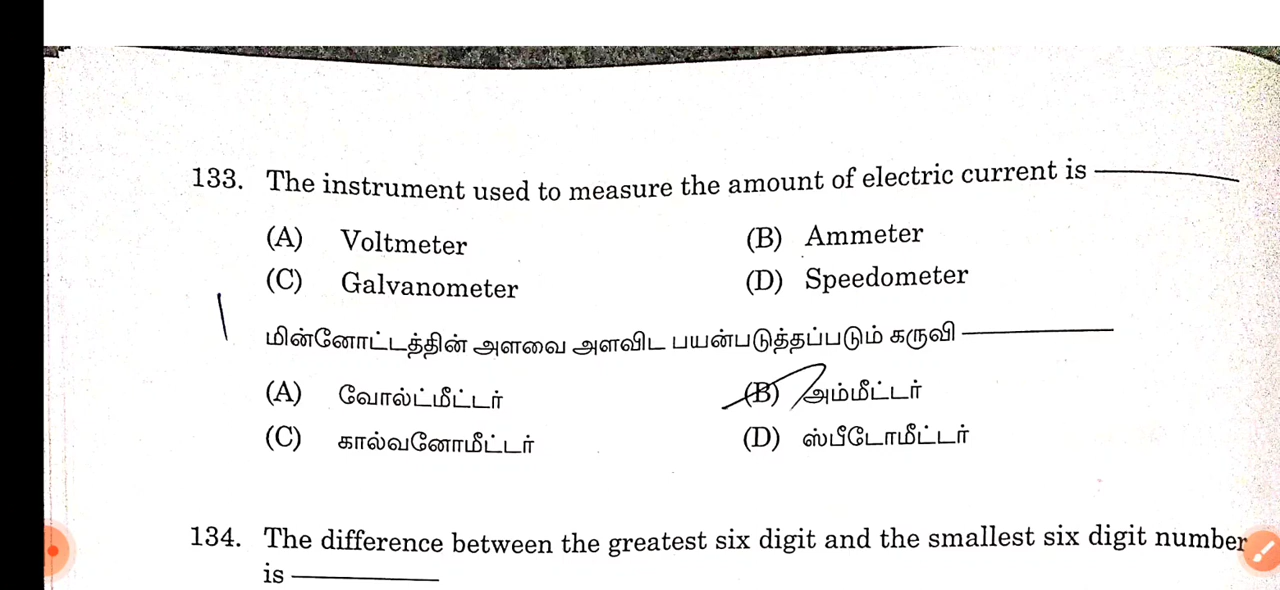 133. The instrument used to measure the amount of electric current is
(A) Voltmeter (B) Ammeter
(C) Galvanometer (D) Speedometer
மின்னோட்டத்தின் அளவை அளவிட பயன்படுத்தப்படும் கருவி
(A) வோல்ட்மீட்டர் (B) அம்மீட்டர்
(C) கால்வனோமீட்டர் (D) ஸ்பீடோமீட்டர்
134. The difference between the greatest six digit and the smallest six digit number
is